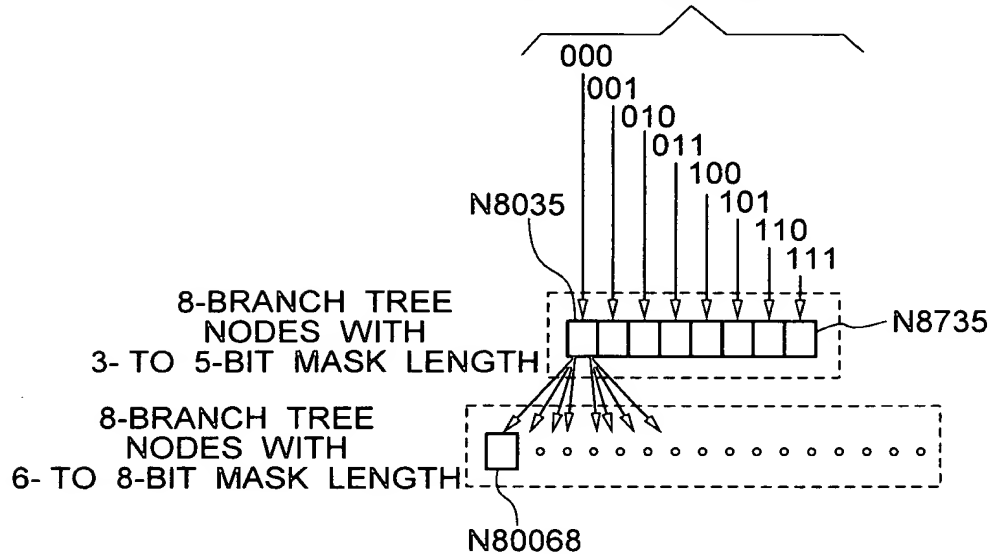 000
001
010
011
100
101
110
111
N8035
8-BRANCH TREE
NODES WITH
3- TO 5-BIT MASK LENGTH
N8735
8-BRANCH TREE
NODES WITH
6- TO 8-BIT MASK LENGTH
N80068